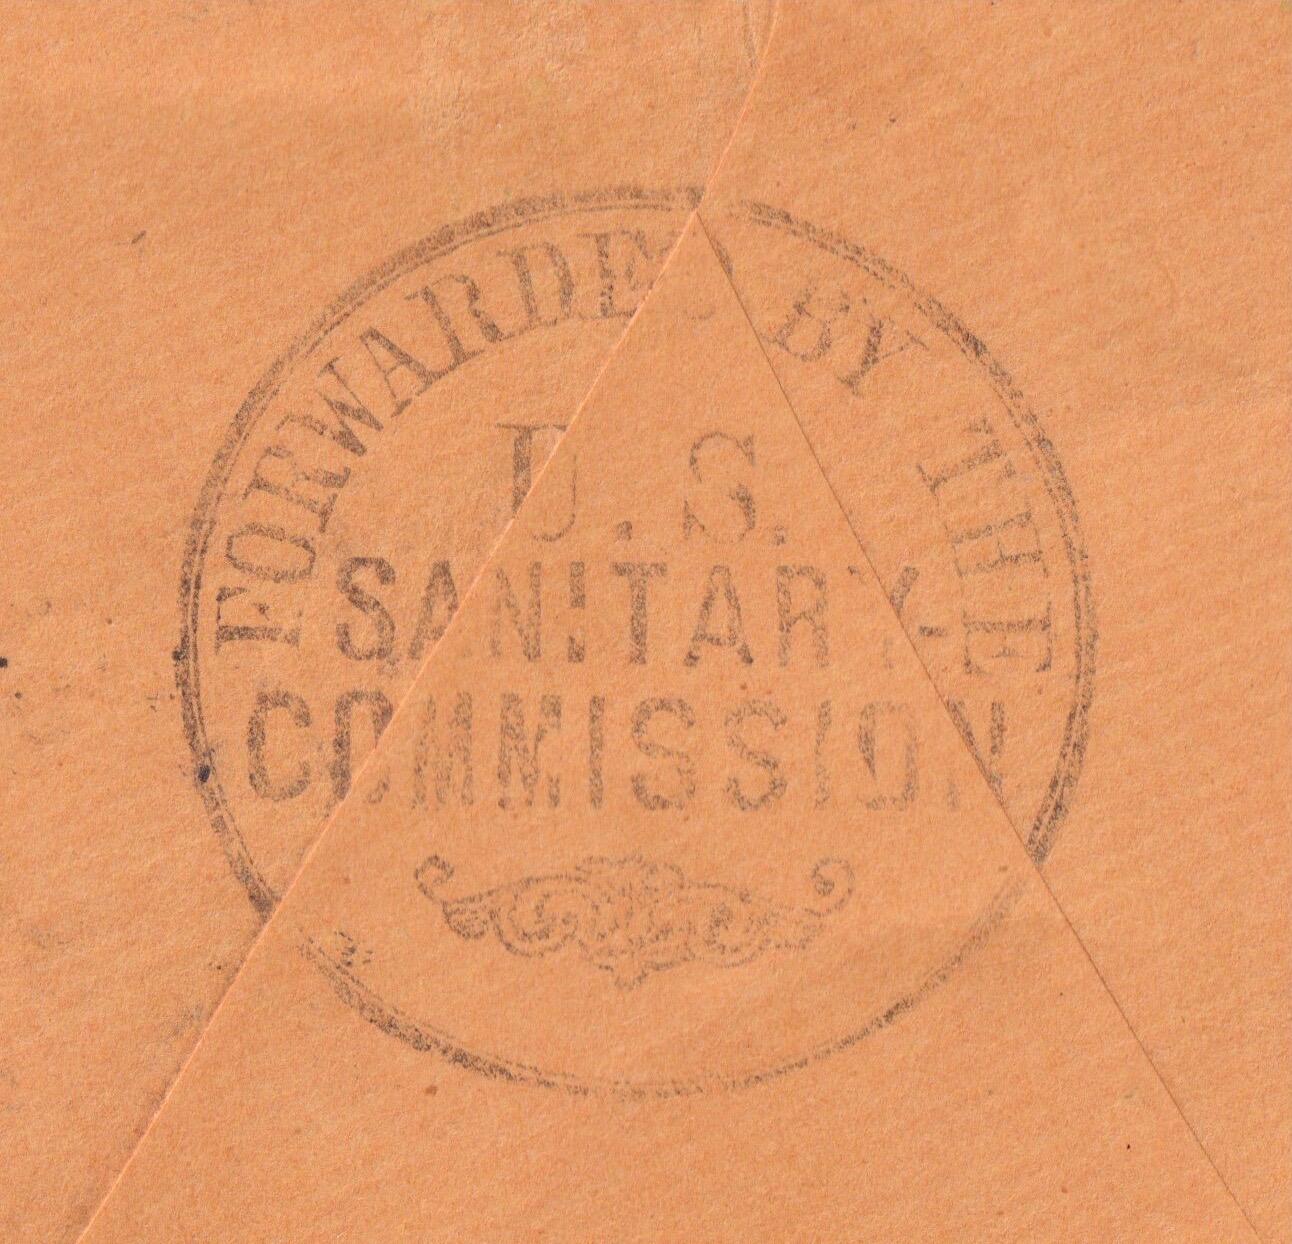 FORWARDED BY THE
U.S.
SANITARY
COMMISSION